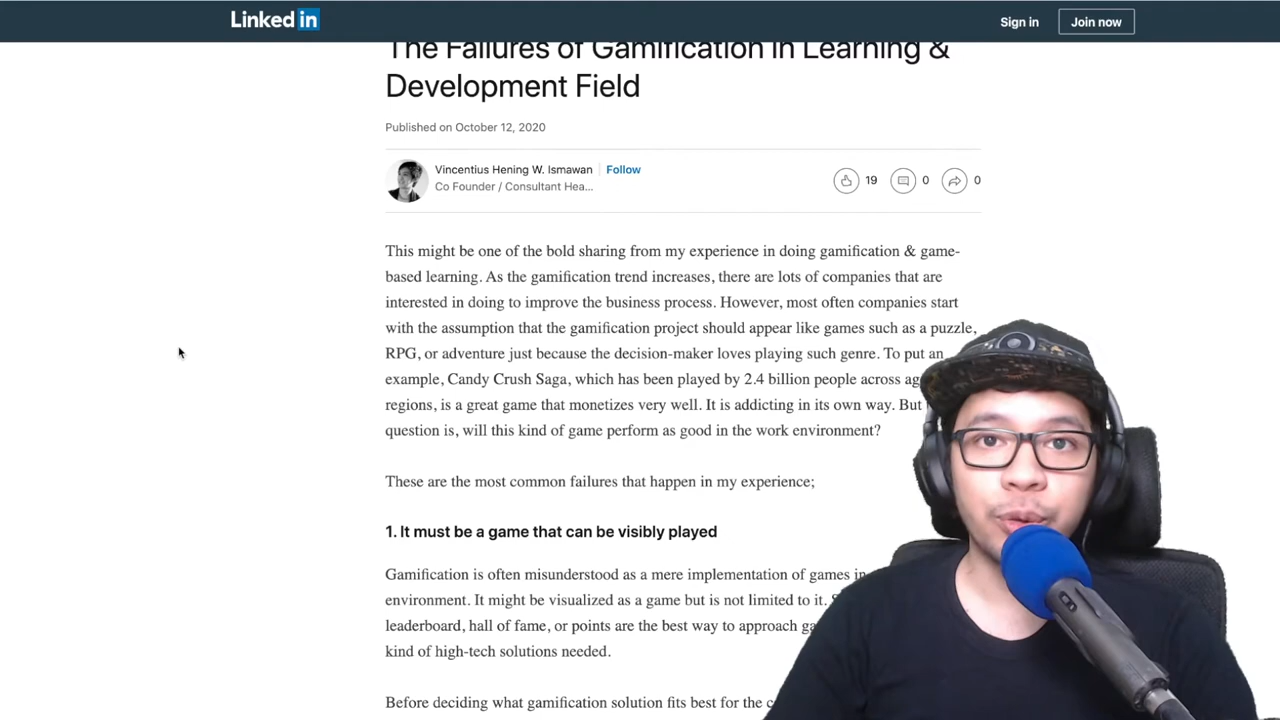 Linked in
Sign in
Join now
The Failures of Gamification in Learning &
Development Field
Published on October 12, 2020
Vincentius Hening W. Ismawan
Follow
Co Founder / Consultant Hea...
19
0
0
This might be one of the bold sharing from my experience in doing gamification & game-
based learning. As the gamification trend increases, there are lots of companies that are
interested in doing to improve the business process. However, most often companies start
with the assumption that the gamification project should appear like games such as a puzzle,
RPG, or adventure just because the decision-maker loves playing such genre. To put an
example, Candy Crush Saga, which has been played by 2.4 billion people across
regions, is a great game that monetizes very well. It is addicting in its own way. But
question is, will this kind of game perform as good in the work environment?
These are the most common failures that happen in my experience;
1. It must be a game that can be visibly played
Gamification is often misunderstood as a mere implementation of games in
environment. It might be visualized as a game but is not limited to it.
leaderboard, hall of fame, or points are the best way to approach
kind of high-tech solutions needed.
Before deciding what gamification solution fits best for the